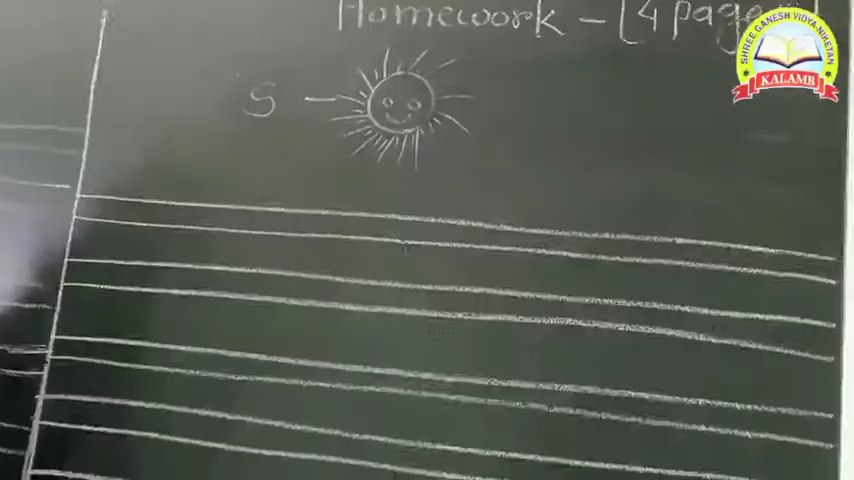 Homework - [4 page
SHREE GANESH VIDYA-NIKETAN
KALAMB
s -